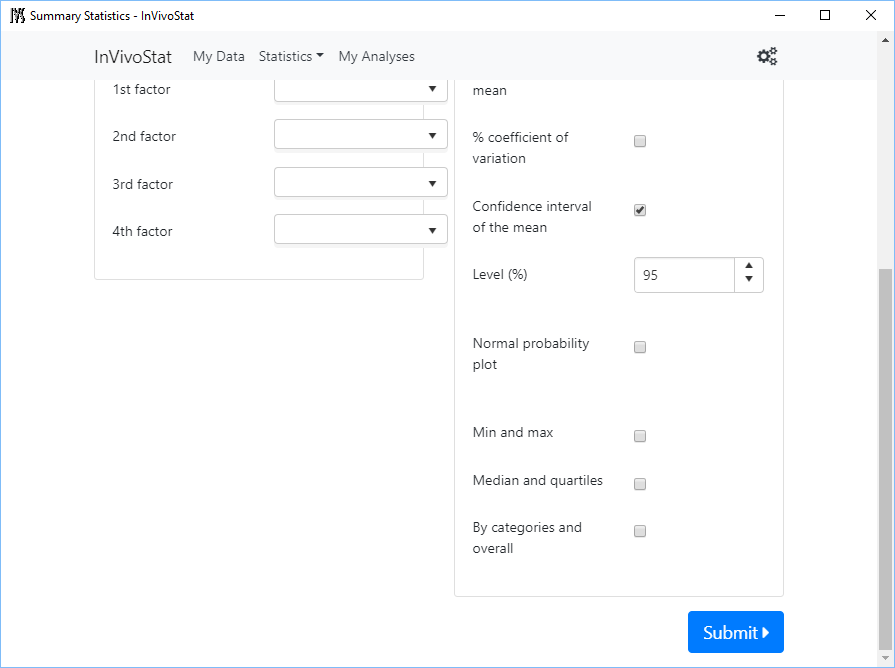 Summary Statistics - InVivoStat
InVivoStat My Data Statistics My Analyses
1st factor
2nd factor
3rd factor
4th factor
mean
% coefficient of
variation
Confidence interval
of the mean
Level (%)
95
Normal probability
plot
Min and max
Median and quartiles
By categories and
overall
Submit